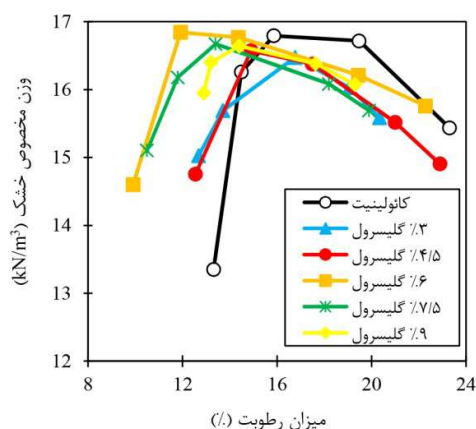 وزن مخصوص خشک
(kN/m³)
17
16
15
14
13
12
8
12
16
20
24
میزان رطوبت (%)
کائولینیت
۳٪ گلیسرول
۴/۵٪ گلیسرول
۶٪ گلیسرول
۷/۵٪ گلیسرول
۹٪ گلیسرول